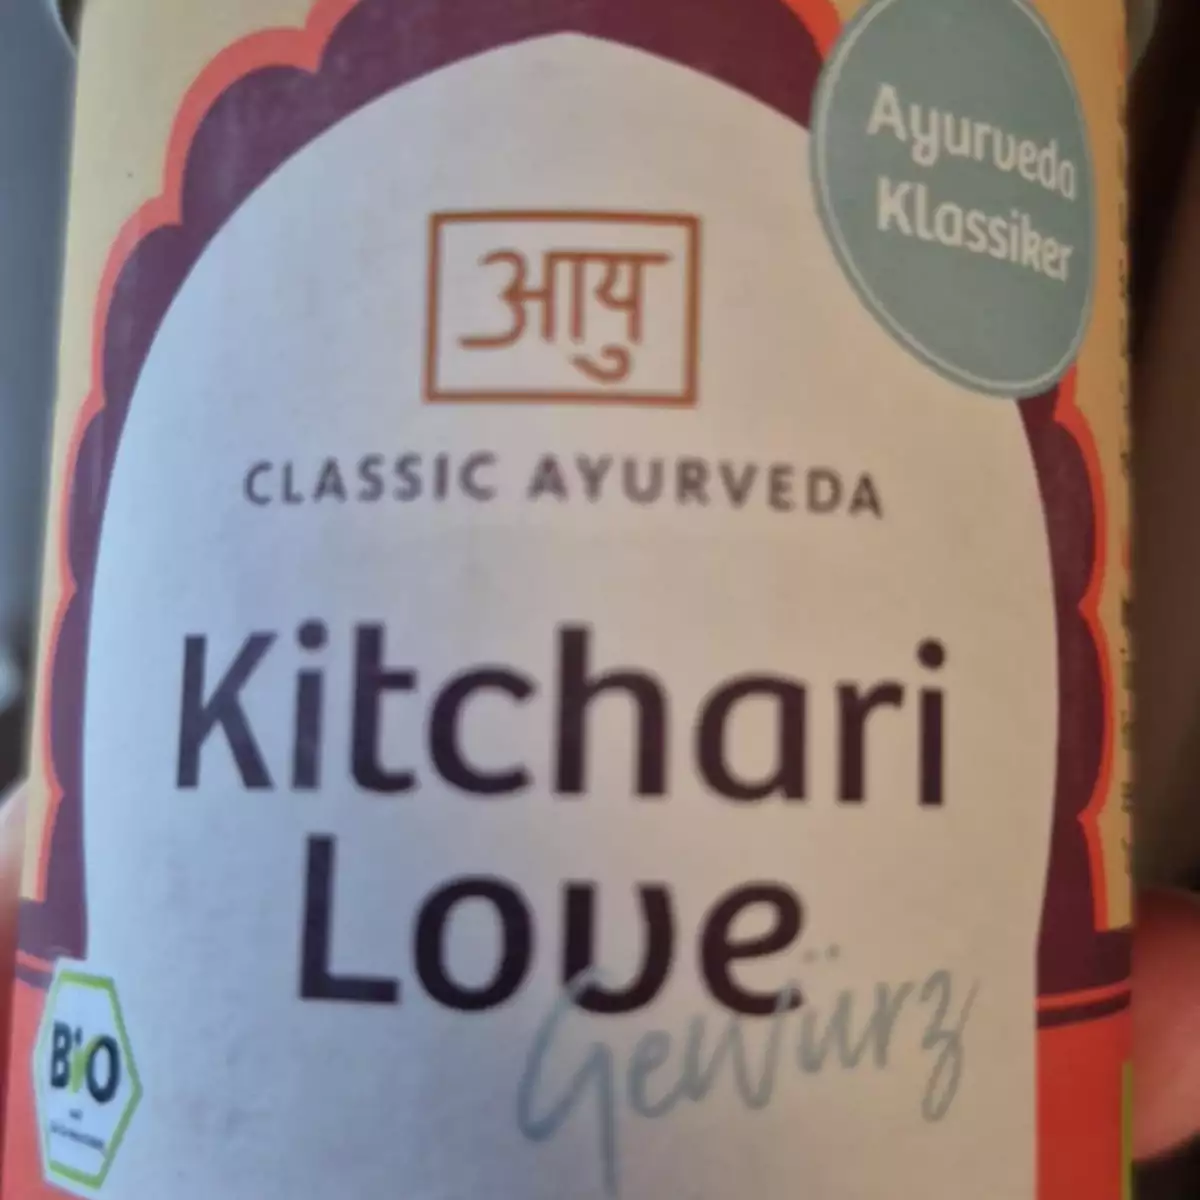 Ayurveda
Klassiker
आयु
CLASSIC AYURVEDA
Kitchari
Love
Gewürz
BiO